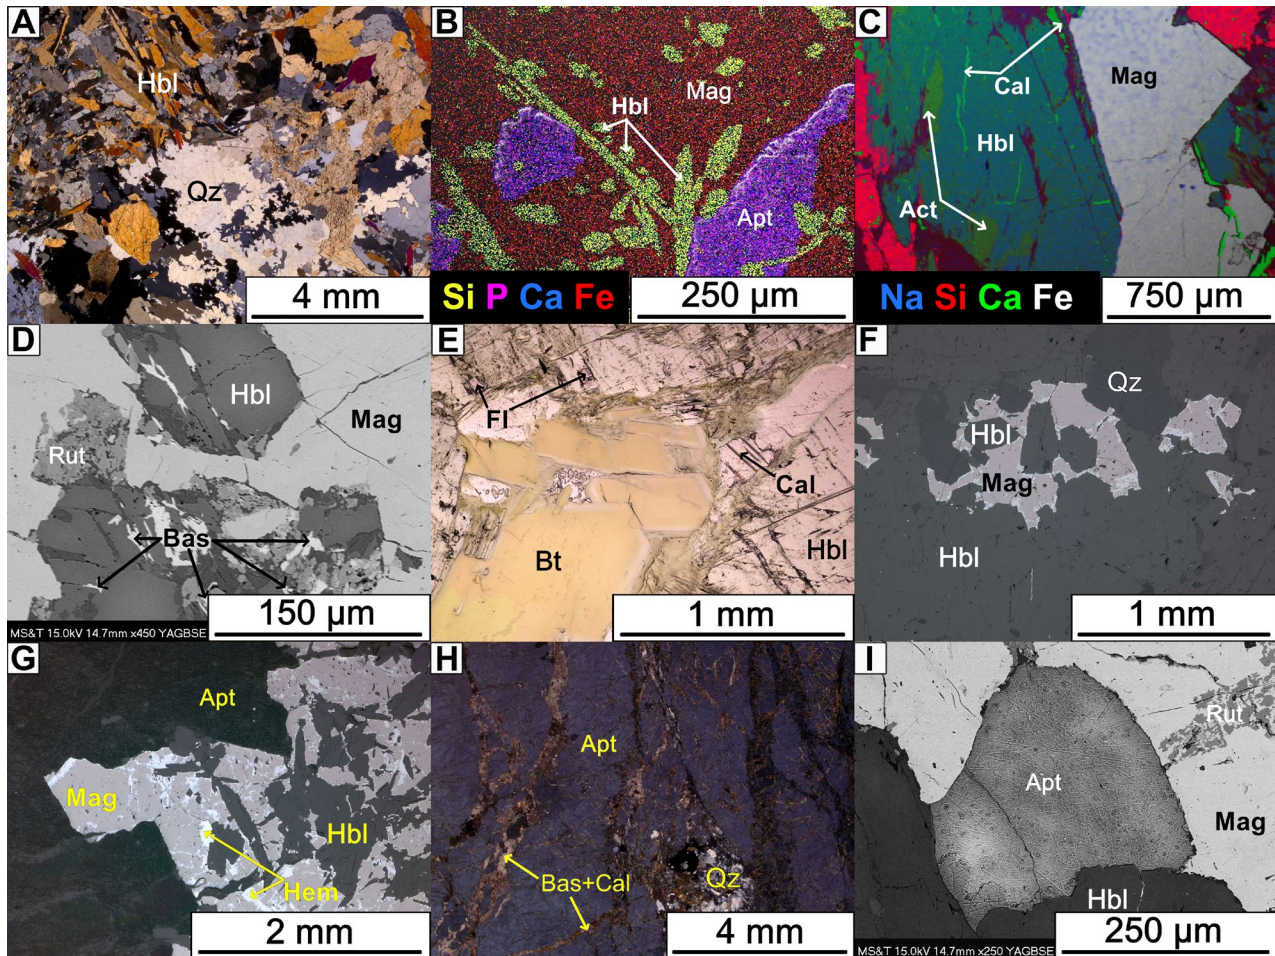 A
Hbl
Qz
4 mm
B
Hbl
Mag
Apt
Si P Ca Fe
250 µm
C
Cal
Mag
Hbl
Act
Na Si Ca Fe
750 µm
D
Hbl
Mag
Rut
Bas
150 µm
MS&T 15.0kV 14.7mm x450 YAGBSE
E
Fl
Cal
Bt
Hbl
1 mm
F
Qz
Hbl
Mag
Hbl
1 mm
G
Apt
Mag
Hbl
Hem
2 mm
H
Apt
Bas+Cal
Qz
4 mm
I
Rut
Apt
Mag
Hbl
250 µm
MS&T 15.0kV 14.7mm x250 YAGBSE